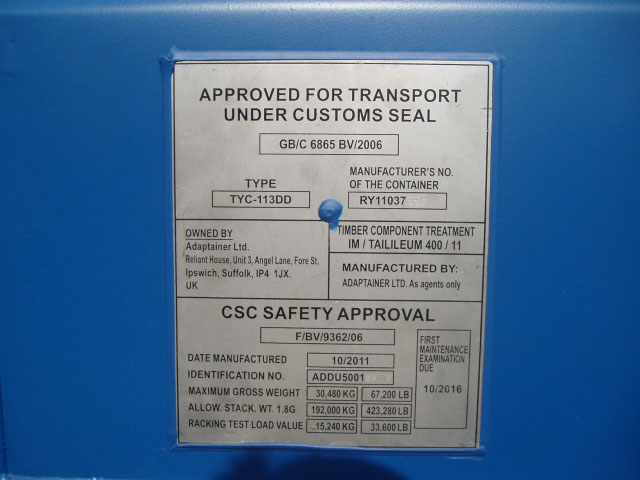 APPROVED FOR TRANSPORT
UNDER CUSTOMS SEAL
GB/C 6865 BV/2006
TYPE
TYC-113DD
MANUFACTURER'S NO.
OF THE CONTAINER
RY11037
OWNED BY
Adaptainer Ltd.
Reliant House, Unit 3, Angel Lane, Fore St.
Ipswich, Suffolk, IP4 1JX.
UK
TIMBER COMPONENT TREATMENT
IM / TAILILEUM 400 / 11
MANUFACTURED BY:
ADAPTAINER LTD. As agents only
CSC SAFETY APPROVAL
F/BV/9362/06
DATE MANUFACTURED 10/2011
IDENTIFICATION NO. ADDU5001
MAXIMUM GROSS WEIGHT 30,480 KG 67,200 LB
ALLOW. STACK. WT. 1.8G 192,000 KG 423,280 LB
RACKING TEST LOAD VALUE 15,240 KG 33,600 LB
FIRST
MAINTENANCE
EXAMINATION
DUE
10/2016